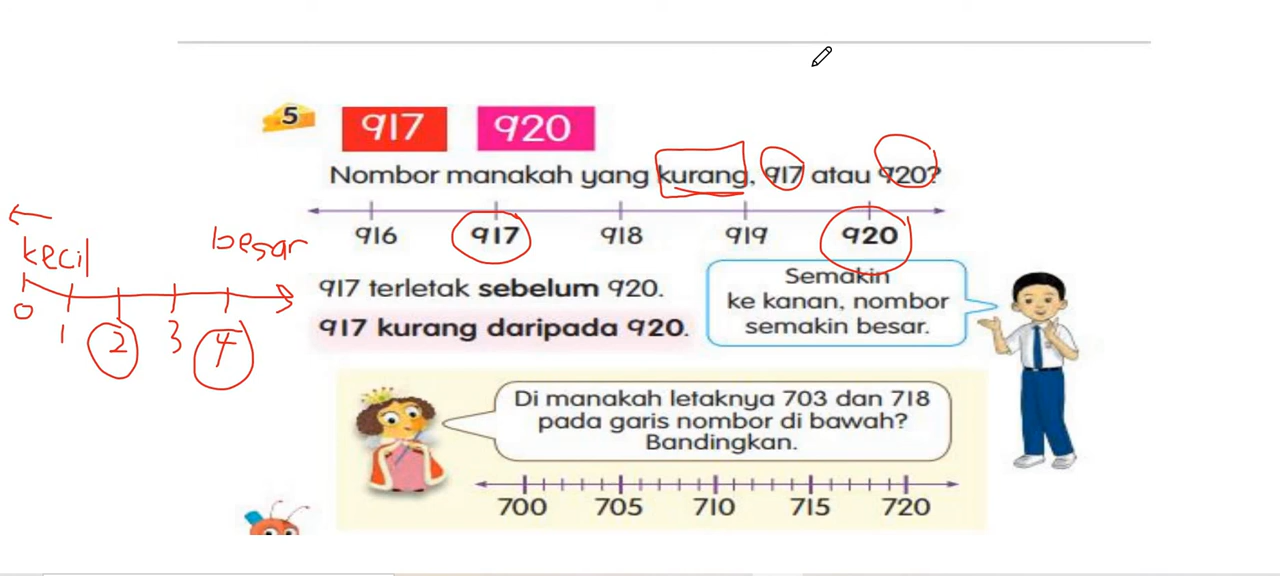 5
917 920
Nombor manakah yang kurang, 917 atau 920?
916 917 918 919 920
kecil besar
0 1 2 3 4
917 terletak sebelum 920.
917 kurang daripada 920.
Semakin
ke kanan, nombor
semakin besar.
Di manakah letaknya 703 dan 718
pada garis nombor di bawah?
Bandingkan.
700 705 710 715 720